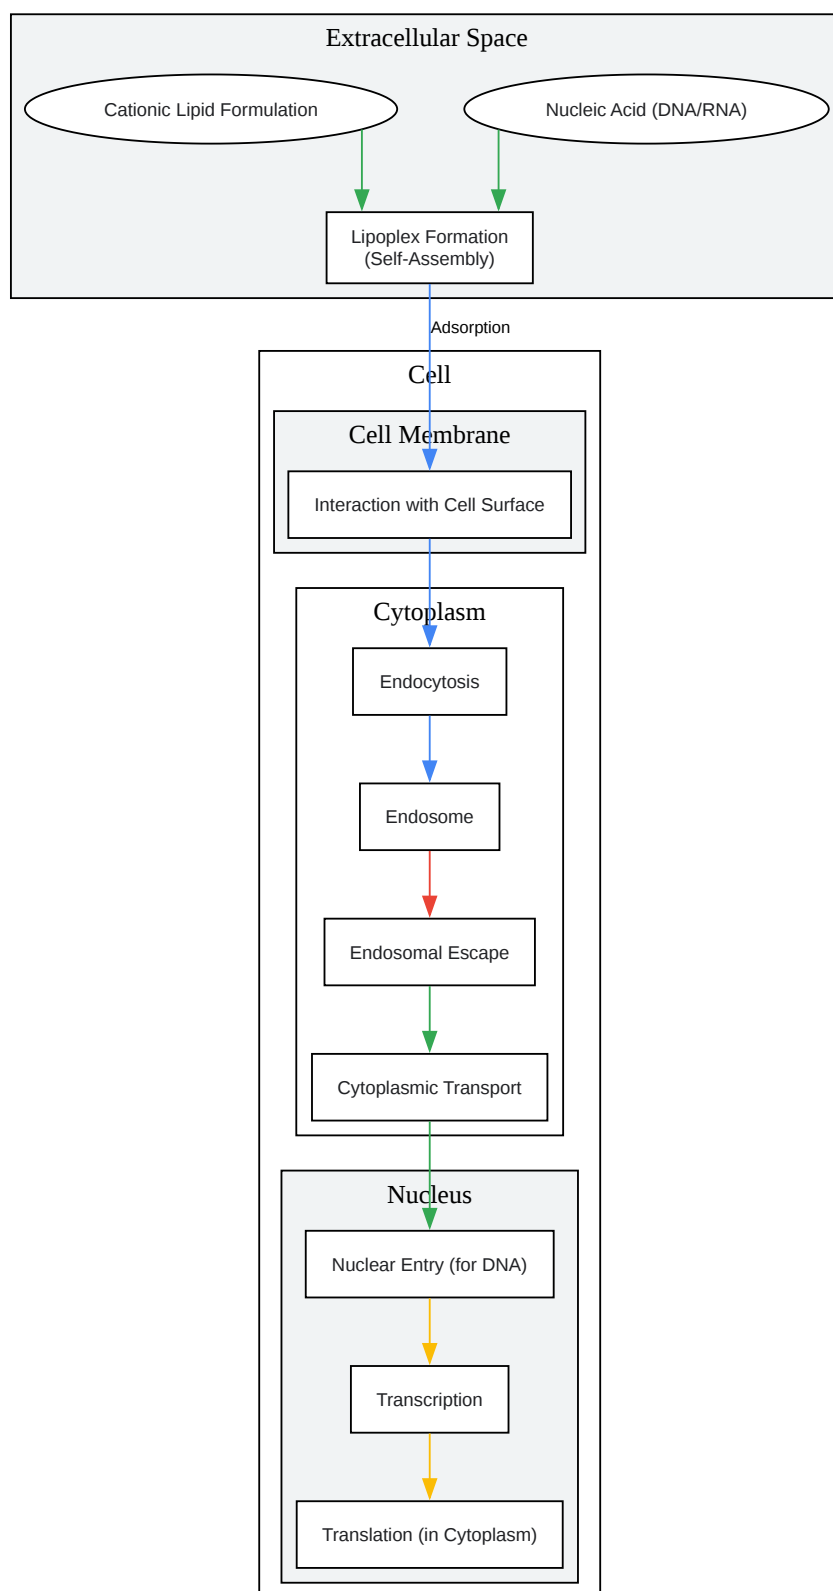 Extracellular Space
Cationic Lipid Formulation
Nucleic Acid (DNA/RNA)
Lipoplex Formation
(Self-Assembly)
Adsorption
Cell
Cell Membrane
Interaction with Cell Surface
Cytoplasm
Endocytosis
Endosome
Endosomal Escape
Cytoplasmic Transport
Nucleus
Nuclear Entry (for DNA)
Transcription
Translation (in Cytoplasm)